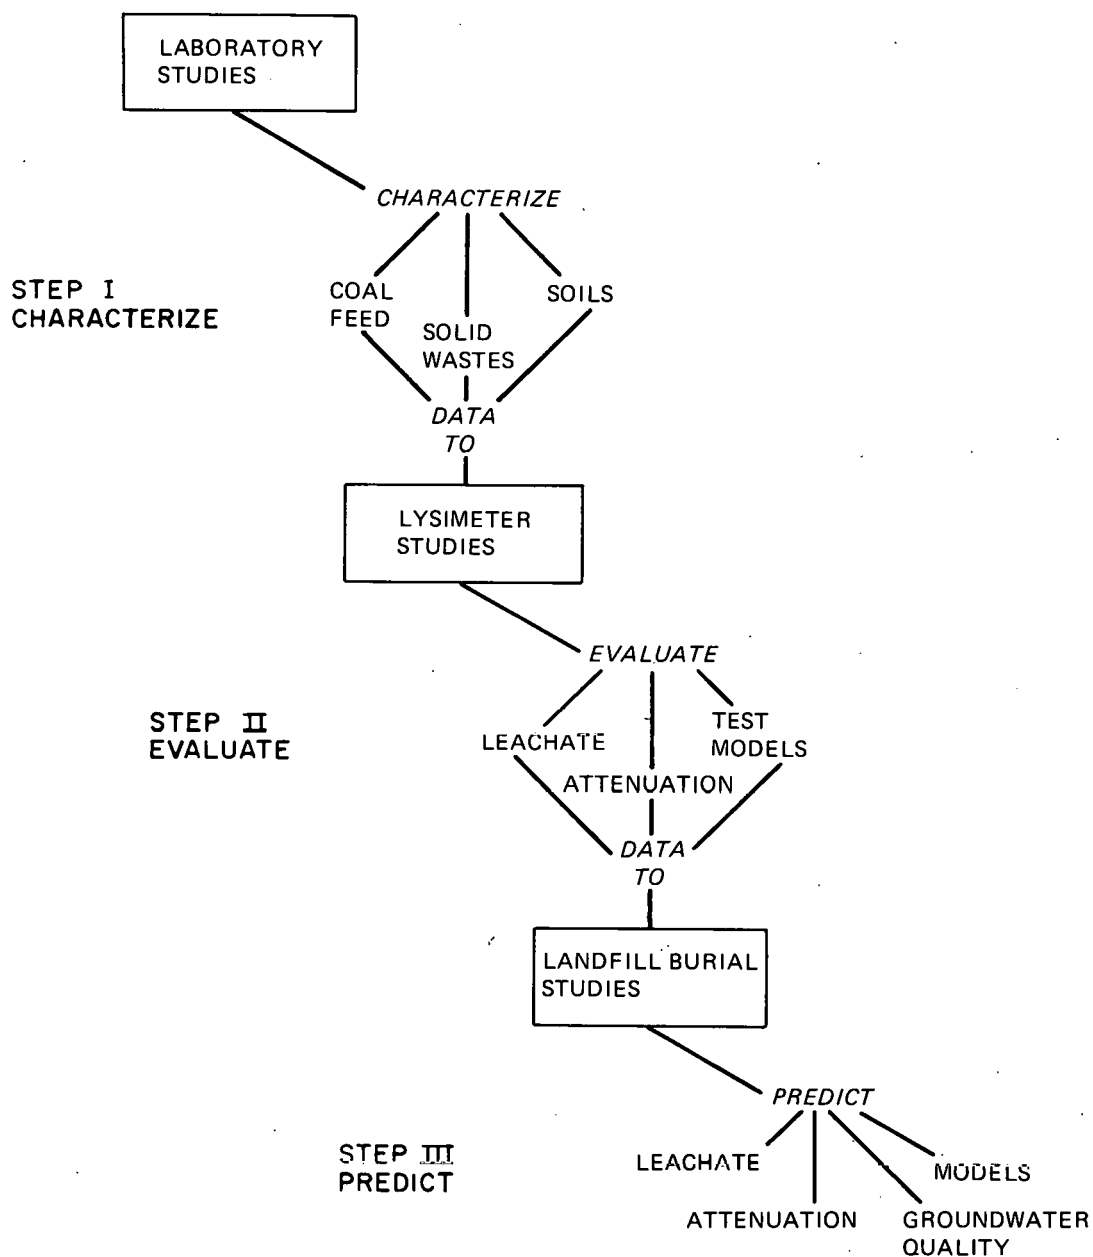 LABORATORY
STUDIES
CHARACTERIZE
STEP I
CHARACTERIZE
COAL
FEED
SOLID
WASTES
SOILS
DATA
TO
LYSIMETER
STUDIES
EVALUATE
STEP II
EVALUATE
LEACHATE
ATTENUATION
TEST
MODELS
DATA
TO
LANDFILL BURIAL
STUDIES
PREDICT
STEP III
PREDICT
LEACHATE
ATTENUATION
GROUNDWATER
QUALITY
MODELS